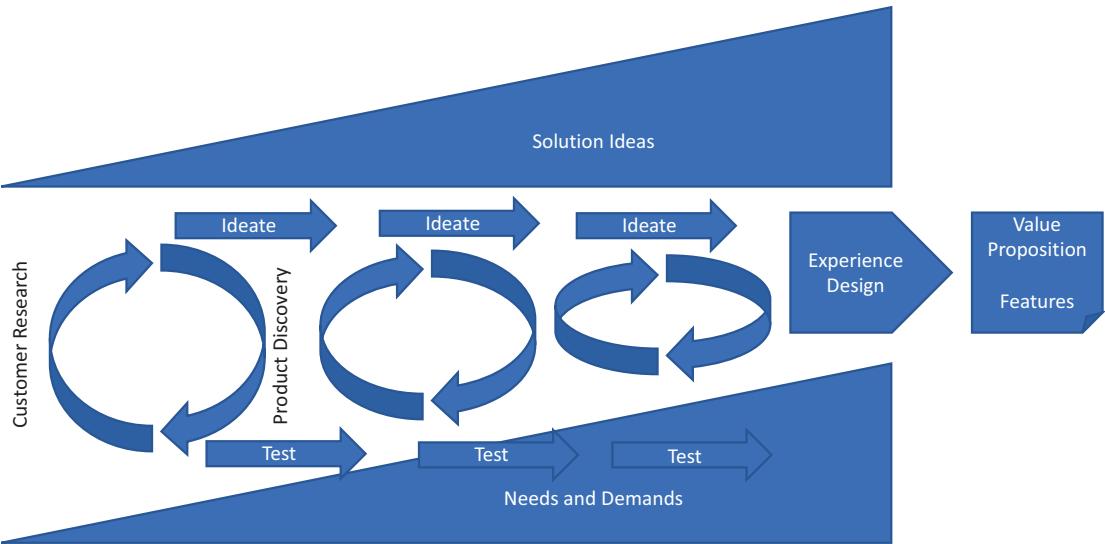 Solution Ideas
Ideate
Ideate
Ideate
Customer Research
Product Discovery
Experience
Design
Value
Proposition
Features
Test
Test
Test
Needs and Demands